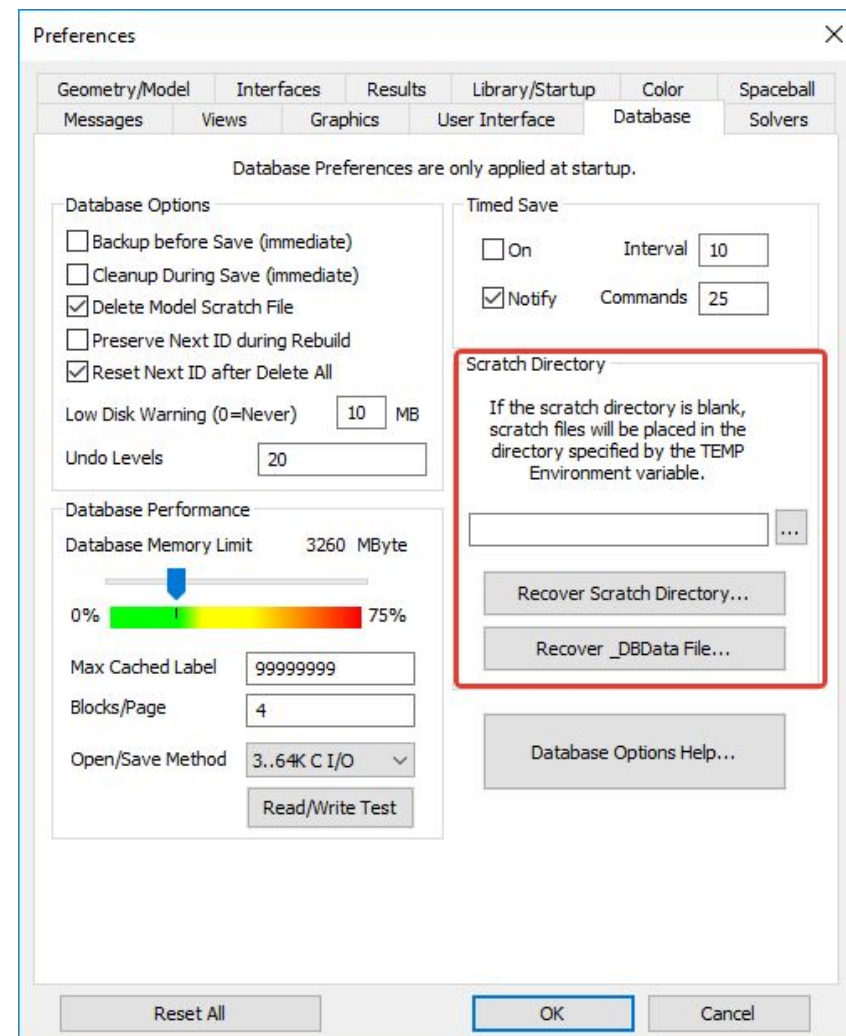 Preferences
Geometry/Model Interfaces Results Library/Startup Color Spaceball
Messages Views Graphics User Interface Database Solvers
Database Preferences are only applied at startup.
Database Options
Backup before Save (immediate)
Cleanup During Save (immediate)
Delete Model Scratch File
Preserve Next ID during Rebuild
Reset Next ID after Delete All
Low Disk Warning (0=Never) 10 MB
Undo Levels 20
Database Performance
Database Memory Limit 3260 MByte
0% 75%
Max Cached Label 99999999
Blocks/Page 4
Open/Save Method 3..64K C I/O
Read/Write Test
Timed Save
On Interval 10
Notify Commands 25
Scratch Directory
If the scratch directory is blank,
scratch files will be placed in the
directory specified by the TEMP
Environment variable.
...
Recover Scratch Directory...
Recover _DBData File...
Database Options Help...
Reset All OK Cancel